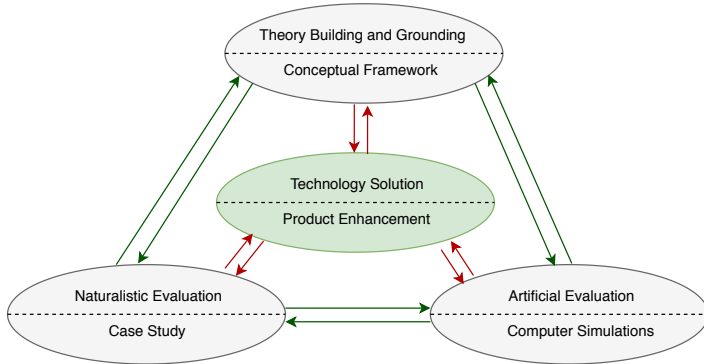 Theory Building and Grounding
Conceptual Framework
Technology Solution
Product Enhancement
Naturalistic Evaluation
Case Study
Artificial Evaluation
Computer Simulations